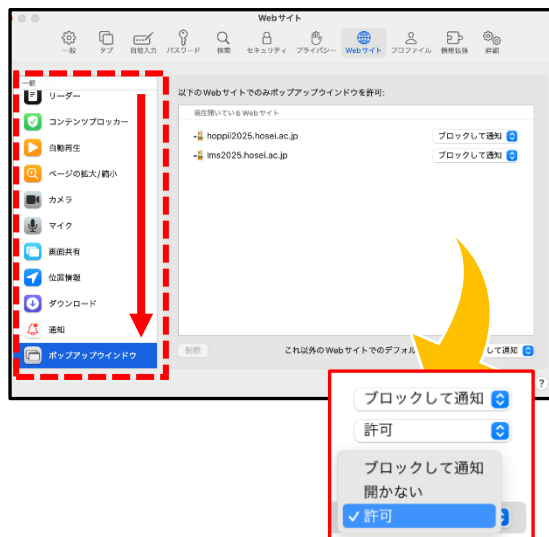 Webサイト
一般
タブ
自動入力
パスワード
検索
セキュリティ
プライバシー
Webサイト
プロファイル
機能拡張
詳細
一般
リーダー
コンテンツブロッカー
自動再生
ページの拡大/縮小
カメラ
マイク
画面共有
位置情報
ダウンロード
通知
ポップアップウインドウ
以下のWebサイトでのみポップアップウインドウを許可:
現在開いているWebサイト
hoppii2025.hosei.ac.jp
ブロックして通知
lms2025.hosei.ac.jp
ブロックして通知
削除
これ以外のWebサイトでのデフォル
して通知
?
ブロックして通知
許可
ブロックして通知
開かない
✓許可